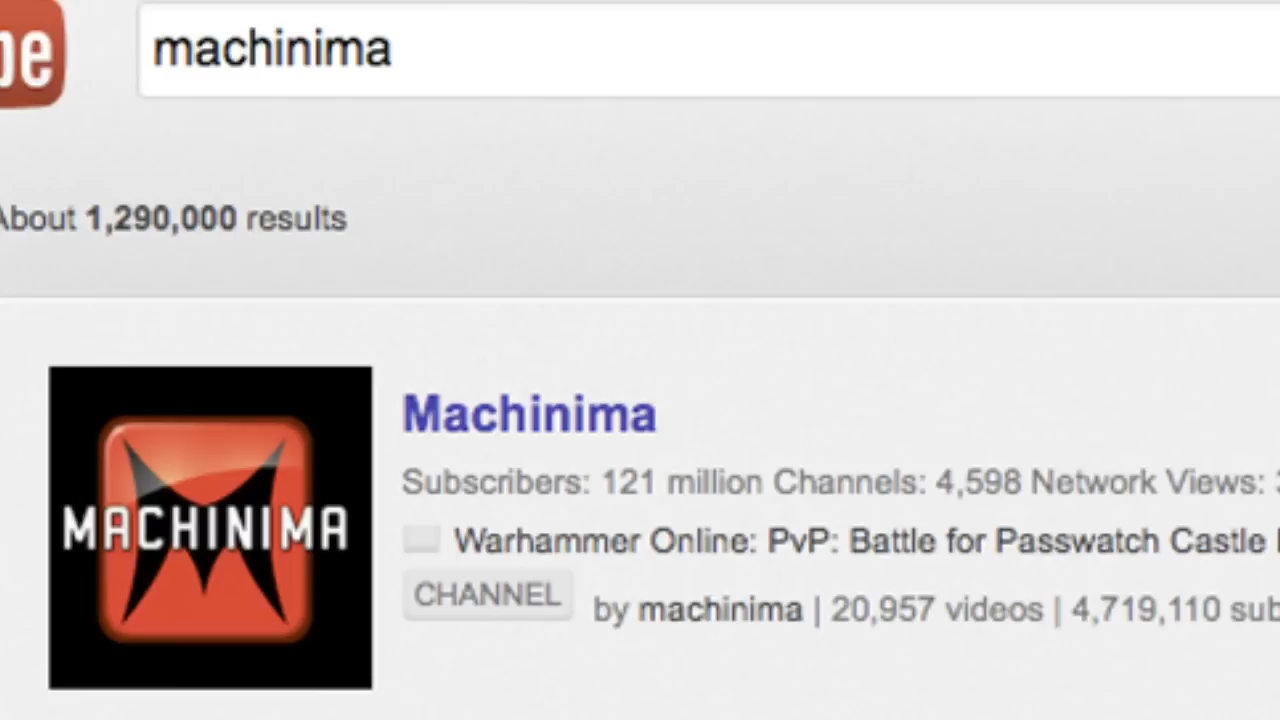 be
machinima
About 1,290,000 results
MACHINIMA
Machinima
Subscribers: 121 million Channels: 4,598 Network Views:
Warhammer Online: PvP: Battle for Passwatch Castle
CHANNEL by machinima | 20,957 videos | 4,719,110 sub